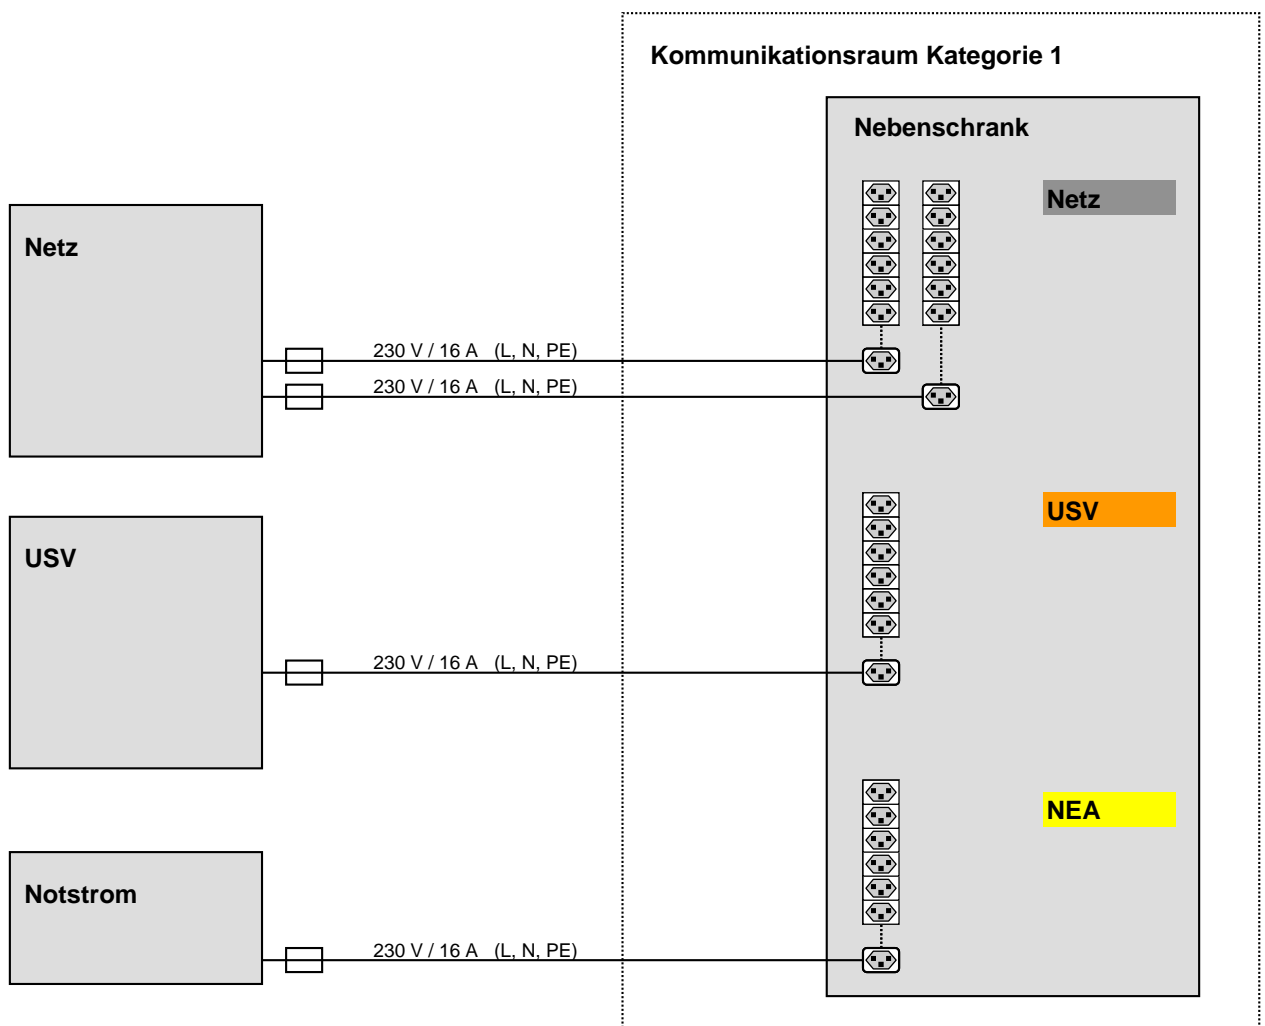 Kommunikationsraum Kategorie 1
Nebenschrank
Netz
Netz
230 V / 16 A (L, N, PE)
230 V / 16 A (L, N, PE)
USV
USV
230 V / 16 A (L, N, PE)
NEA
Notstrom
230 V / 16 A (L, N, PE)